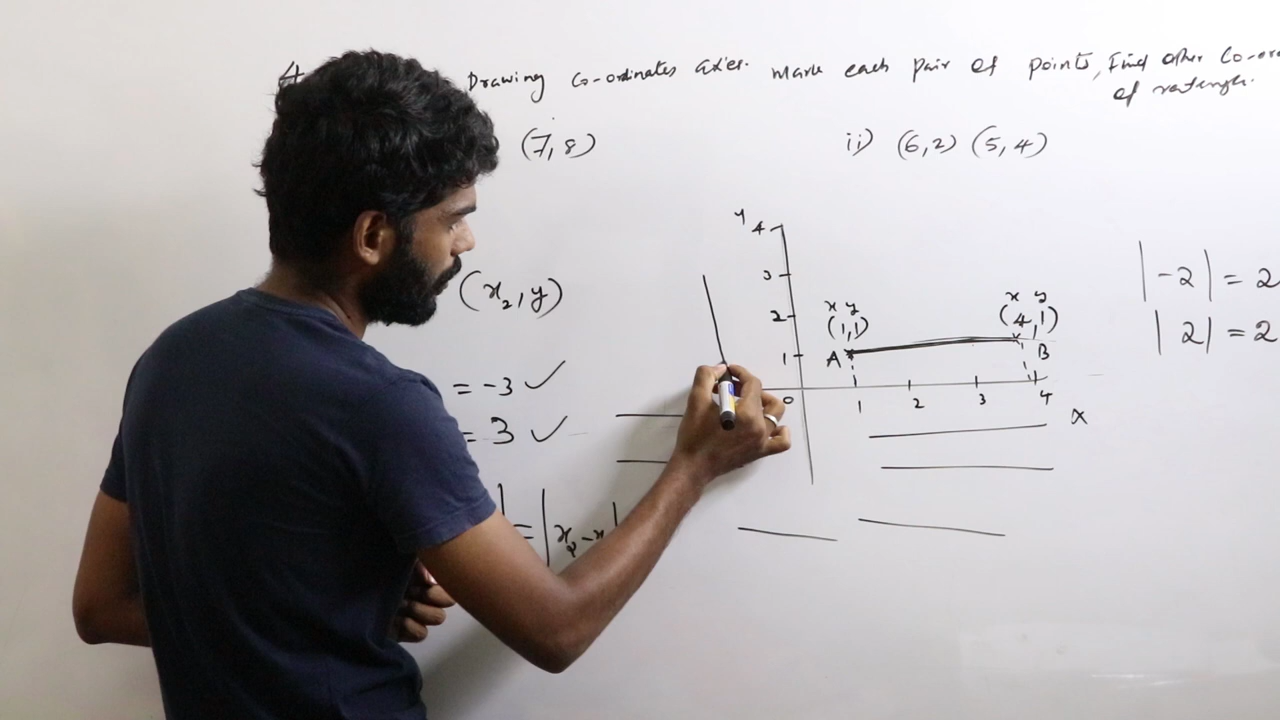 4 Drawing Co-ordinates axes. Mark each pair of points, Find other Co-or
of
(7,8) ii) (6,2) (5,4)
(x₂, y)
= -3 ✓
= 3 ✓
y
4
3
2
1
0
1 2 3 4
X
x y
(1,1)
A
x y
(4,1)
B
|-2| = 2
|2| = 2